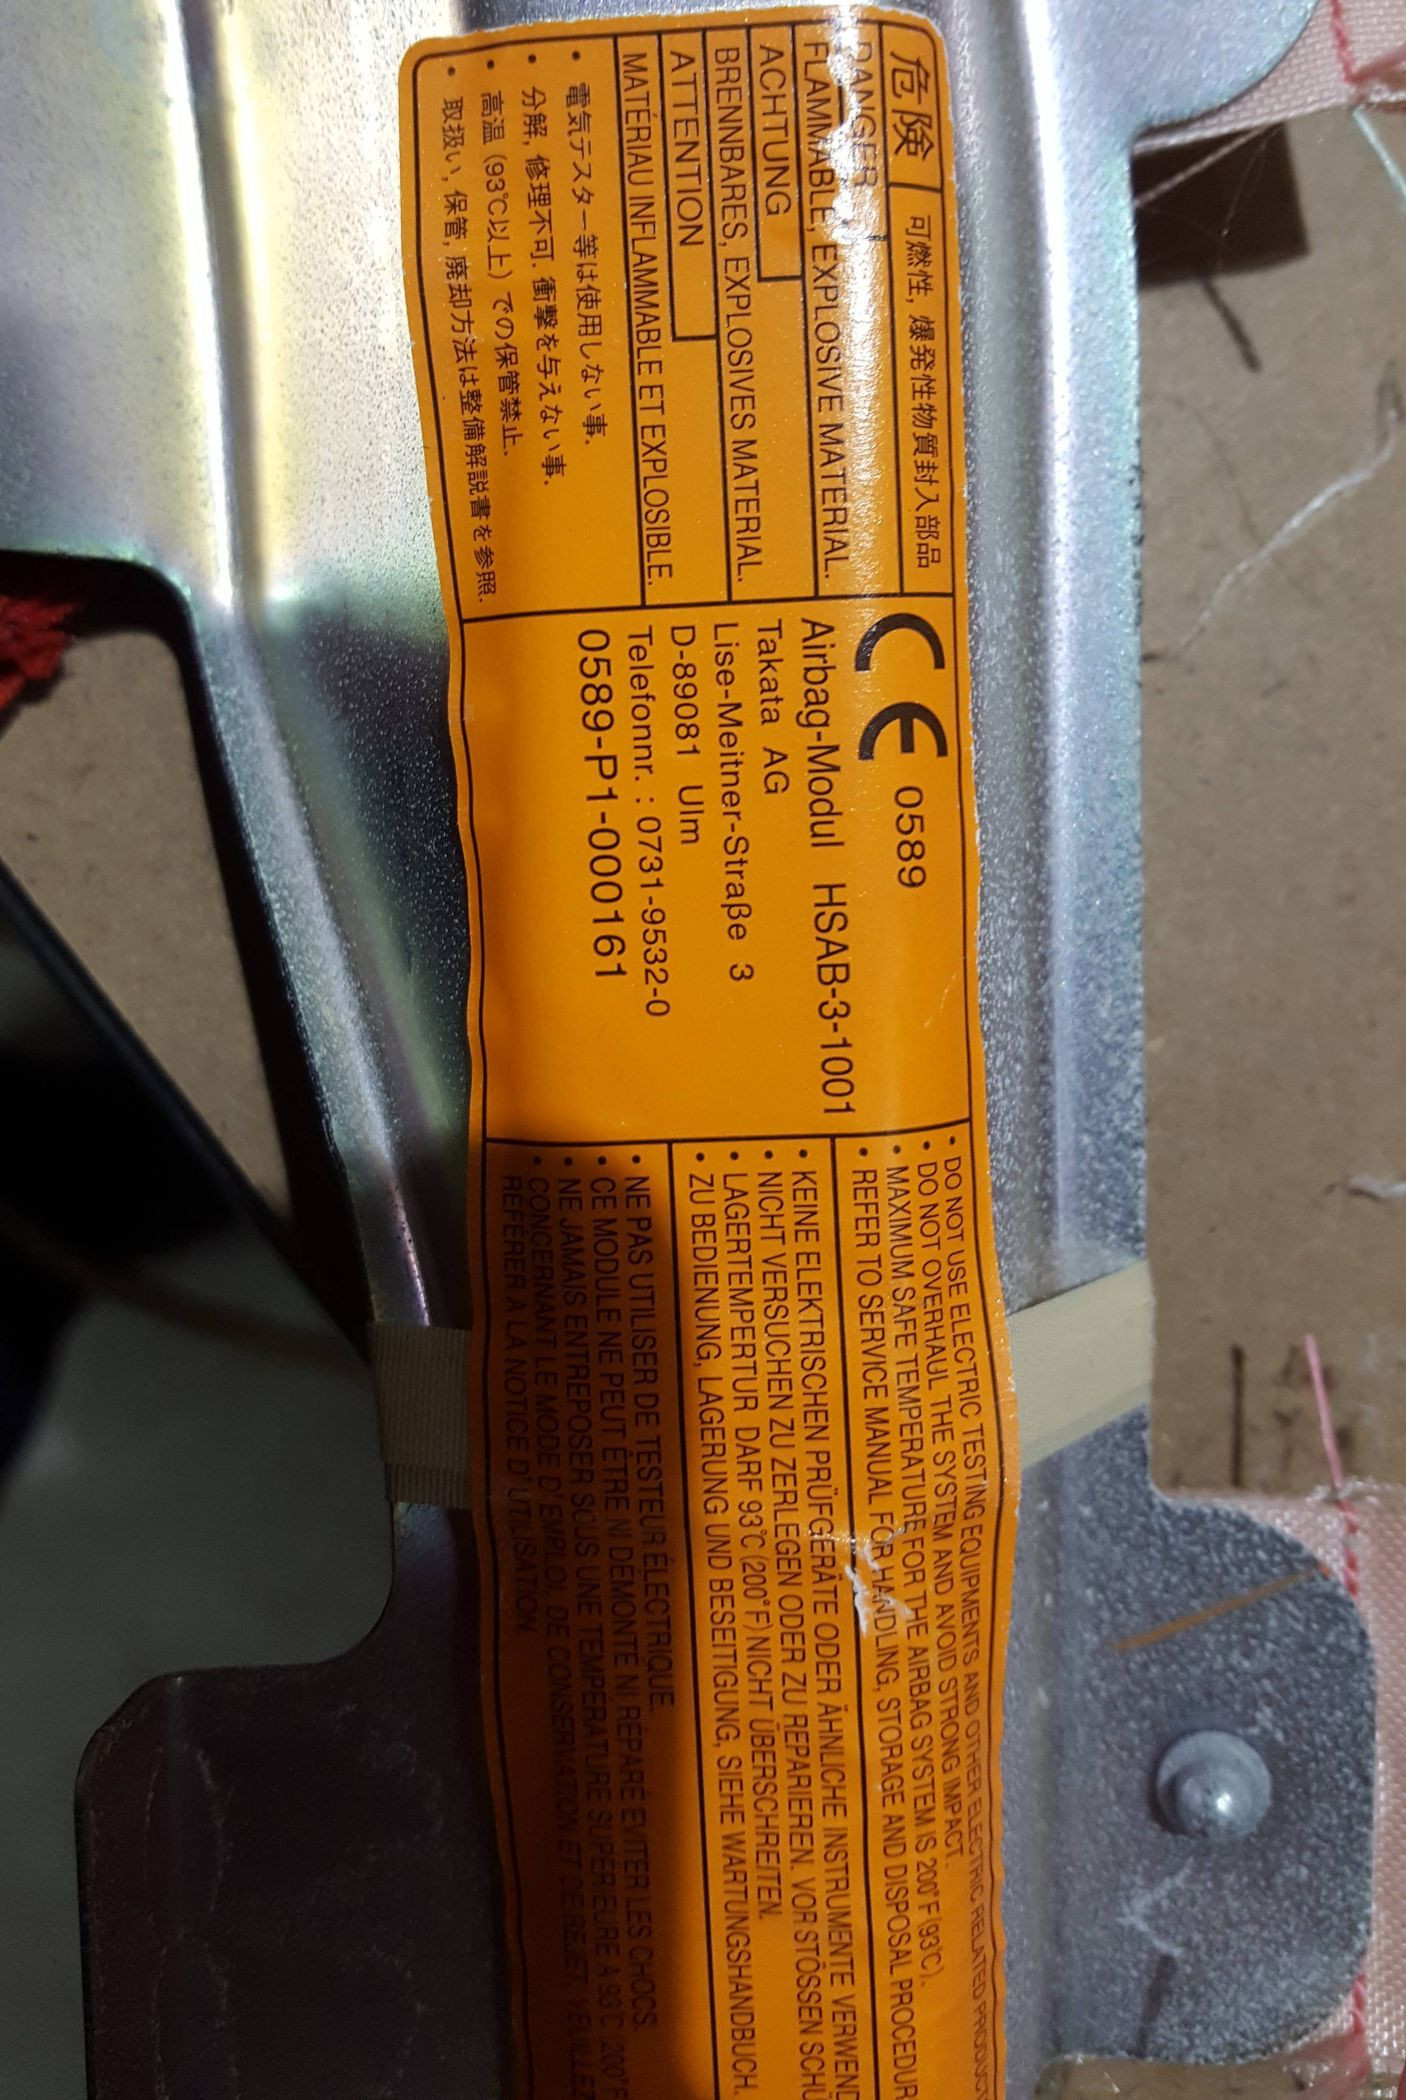 危険 可燃性, 爆発性物質封入部品
DANGER
FLAMMABLE, EXPLOSIVE MATERIAL.
ACHTUNG
BRENNBARES, EXPLOSIVES MATERIAL.
ATTENTION
MATÉRIAU INFLAMMABLE ET EXPLOSIBLE.
• 電気テスター等は使用しない事.
• 分解, 修理不可. 衝撃を与えない事.
• 高温 (93℃以上) での保管禁止.
• 取扱い, 保管, 廃却方法は整備解説書を参照.
CE 0589
Airbag-Modul HSAB-3-1001
Takata AG
Lise-Meitner-Straße 3
D-89081 Ulm
Telefonnr. : 0731-9532-0
0589-P1-000161
• DO NOT USE ELECTRIC TESTING EQUIPMENTS AND OTHER ELECTRIC RELATED PRODUCT
• DO NOT OVERHAUL THE SYSTEM AND AVOID STRONG IMPACT.
• MAXIMUM SAFE TEMPERATURE FOR THE AIRBAG SYSTEM IS 200°F (93℃).
• REFER TO SERVICE MANUAL FOR HANDLING, STORAGE AND DISPOSAL PROCEDUR
• KEINE ELEKTRISCHEN PRÜFGERÄTE ODER ÄHNLICHE INSTRUMENTE VERWEND
• NICHT VERSUCHEN ZU ZERLEGEN ODER ZU REPARIEREN. VOR STÖSSEN SCHÜ
• LAGERTEMPERTUR DARF 93℃ (200°F) NICHT ÜBERSCHREITEN.
• ZU BEDIENUNG, LAGERUNG UND BESEITIGUNG, SIEHE WARTUNGSHANDBUCH.
• NE PAS UTILISER DE TESTEUR ÉLECTRIQUE.
• CE MODULE NE PEUT ÊTRE NI DÉMONTÉ NI RÉPARÉ EVITER LES CHOCS.
• NE JAMAIS ENTREPOSER SOUS UNE TEMPÉRATURE SUPÉRIEURE A 93℃ (200°F
• CONCERNANT LE MODE D'EMPLOI, DE CONSERVATION ET DE REJET, VEUILLEZ
RÉFÉRER A LA NOTICE D'UTILISATION.